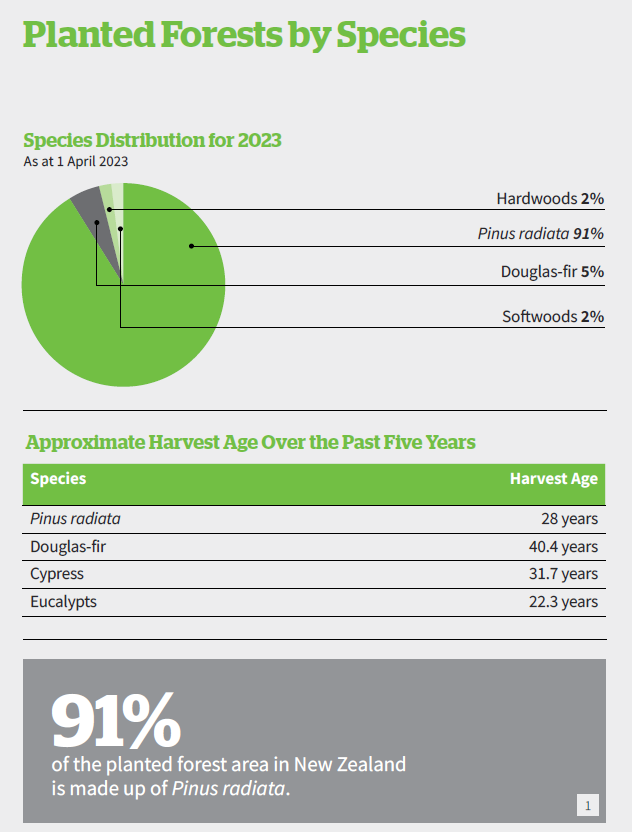 Planted Forests by Species
Species Distribution for 2023
As at 1 April 2023
Hardwoods 2%
Pinus radiata 91%
Douglas-fir 5%
Softwoods 2%
Approximate Harvest Age Over the Past Five Years
Species Harvest Age
Pinus radiata 28 years
Douglas-fir 40.4 years
Cypress 31.7 years
Eucalypts 22.3 years
91%
of the planted forest area in New Zealand
is made up of Pinus radiata.
1